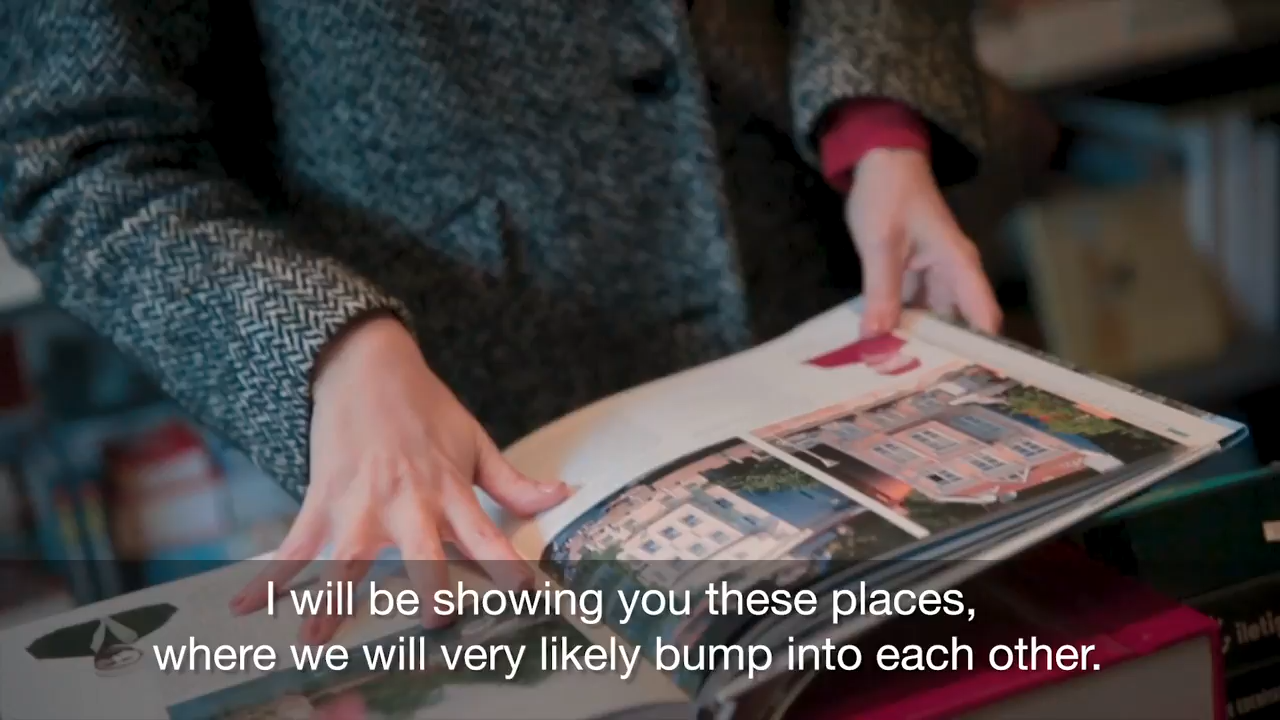 I will be showing you these places,
where we will very likely bump into each other.